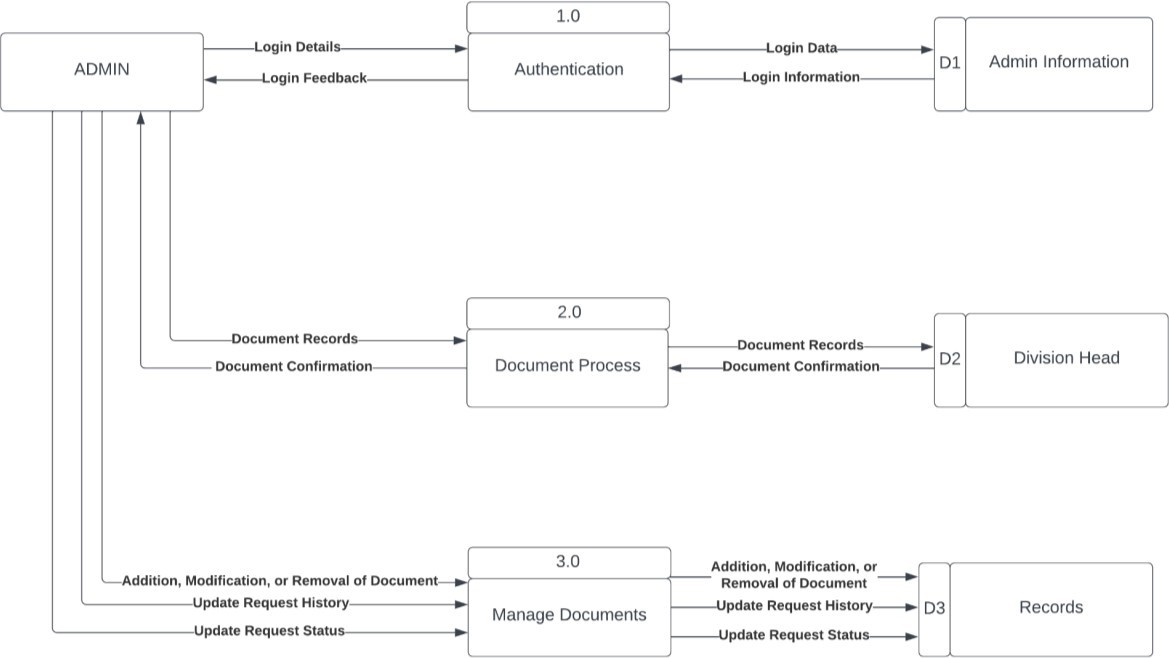 1.0
ADMIN
Login Details
Login Feedback
Authentication
Login Data
Login Information
D1
Admin Information
2.0
Document Records
Document Confirmation
Document Process
Document Records
Document Confirmation
D2
Division Head
3.0
Addition, Modification, or Removal of Document
Update Request History
Update Request Status
Manage Documents
Addition, Modification, or
Removal of Document
Update Request History
Update Request Status
D3
Records